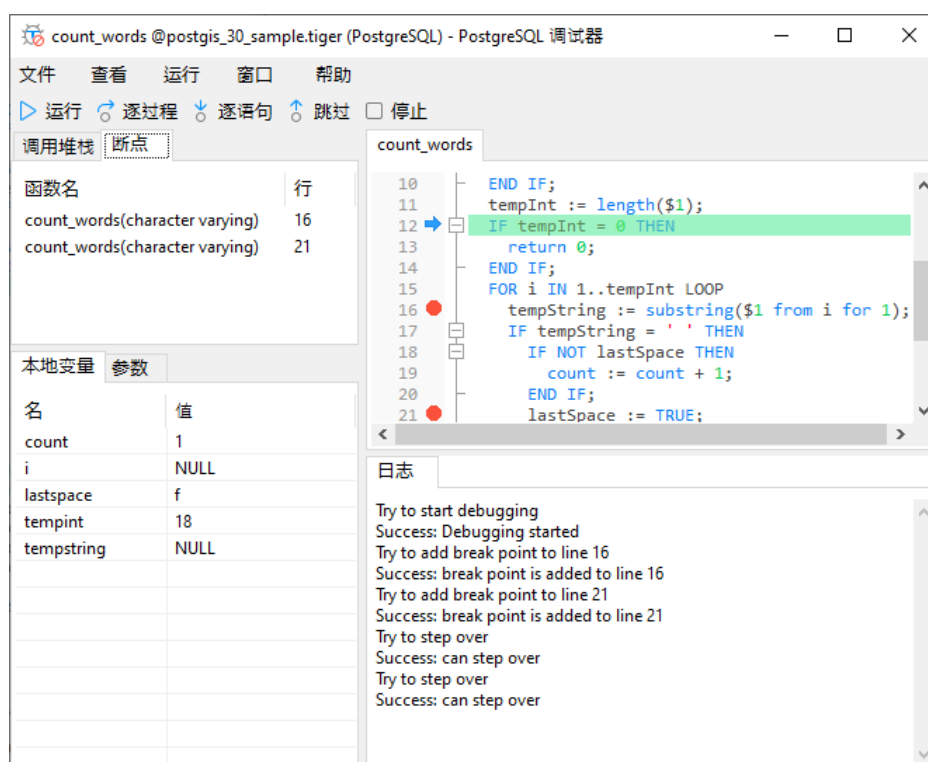 count_words @postgis_30_sample.tiger (PostgreSQL) - PostgreSQL 调试器
文件 查看 运行 窗口 帮助
运行 逐过程 逐语句 跳过 停止
调用堆栈 断点
函数名 行
count_words(character varying) 16
count_words(character varying) 21
本地变量 参数
名 值
count 1
i NULL
lastspace f
tempint 18
tempstring NULL
count_words
10 END IF;
11 tempInt := length($1);
12 IF tempInt = 0 THEN
13 return 0;
14 END IF;
15 FOR i IN 1..tempInt LOOP
16 tempString := substring($1 from i for 1);
17 IF tempString = ' ' THEN
18 IF NOT lastSpace THEN
19 count := count + 1;
20 END IF;
21 lastSpace := TRUE;
日志
Try to start debugging
Success: Debugging started
Try to add break point to line 16
Success: break point is added to line 16
Try to add break point to line 21
Success: break point is added to line 21
Try to step over
Success: can step over
Try to step over
Success: can step over